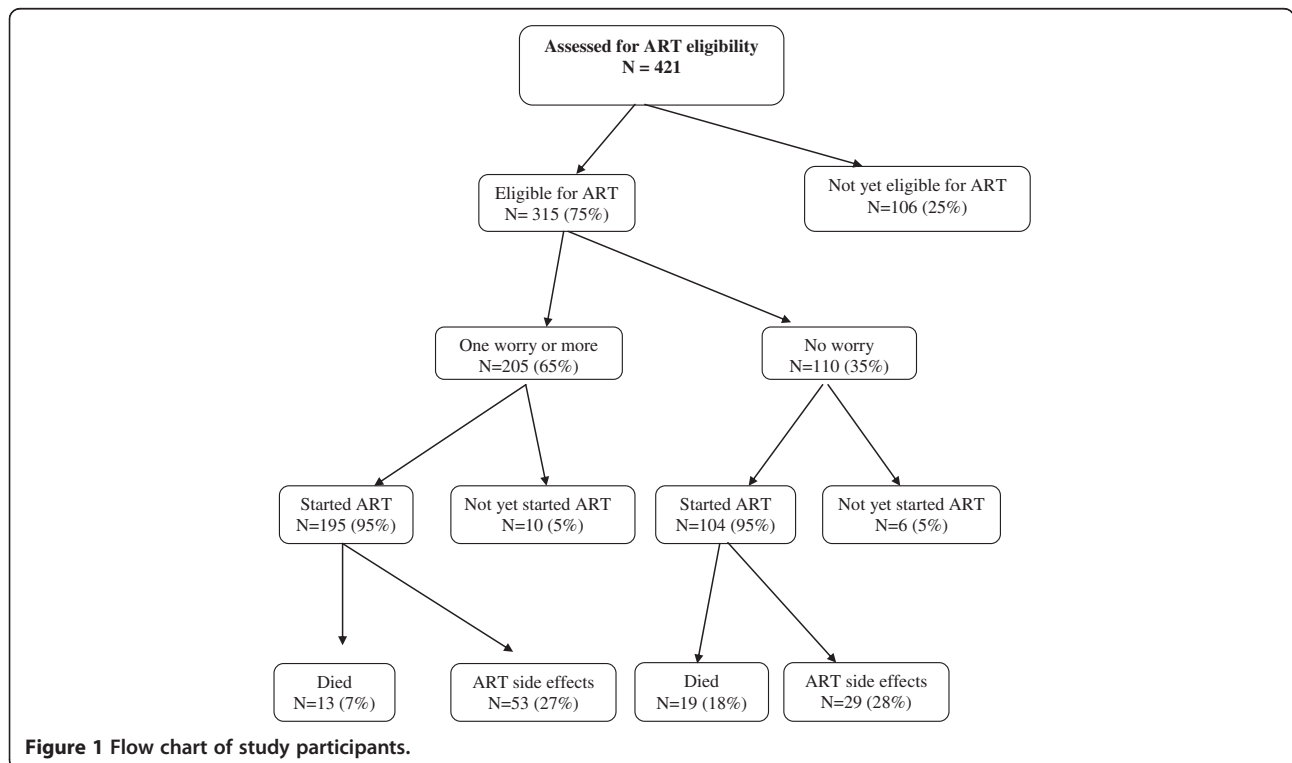 Assessed for ART eligibility
N = 421
Eligible for ART
N= 315 (75%)
Not yet eligible for ART
N=106 (25%)
One worry or more
N=205 (65%)
No worry
N=110 (35%)
Started ART
N=195 (95%)
Not yet started ART
N=10 (5%)
Started ART
N=104 (95%)
Not yet started ART
N=6 (5%)
Died
N=13 (7%)
ART side effects
N=53 (27%)
Died
N=19 (18%)
ART side effects
N=29 (28%)
Figure 1 Flow chart of study participants.